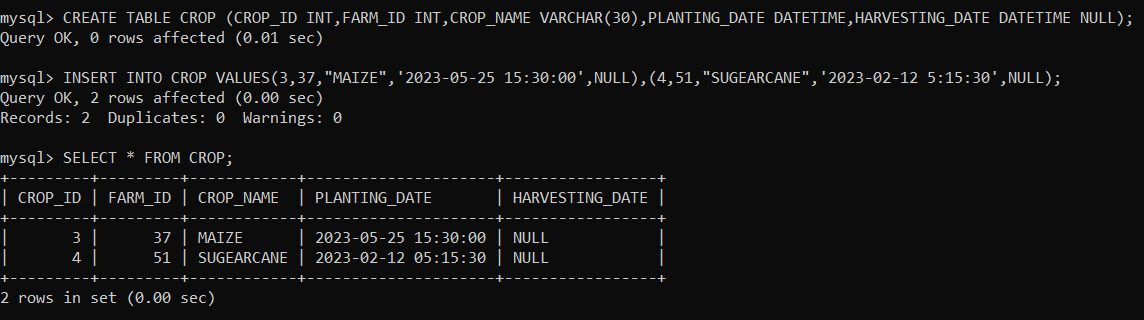 mysql> CREATE TABLE CROP (CROP_ID INT,FARM_ID INT,CROP_NAME VARCHAR(30),PLANTING_DATE DATETIME,HARVESTING_DATE DATETIME NULL);
Query OK, 0 rows affected (0.01 sec)
mysql> INSERT INTO CROP VALUES(3,37,"MAIZE",'2023-05-25 15:30:00',NULL),(4,51,"SUGEARCANE",'2023-02-12 5:15:30',NULL);
Query OK, 2 rows affected (0.00 sec)
Records: 2  Duplicates: 0  Warnings: 0
mysql> SELECT * FROM CROP;
+---------+---------+------------+---------------------+-----------------+
| CROP_ID | FARM_ID | CROP_NAME  | PLANTING_DATE       | HARVESTING_DATE |
+---------+---------+------------+---------------------+-----------------+
|       3 |      37 | MAIZE      | 2023-05-25 15:30:00 | NULL            |
|       4 |      51 | SUGEARCANE | 2023-02-12 05:15:30 | NULL            |
+---------+---------+------------+---------------------+-----------------+
2 rows in set (0.00 sec)